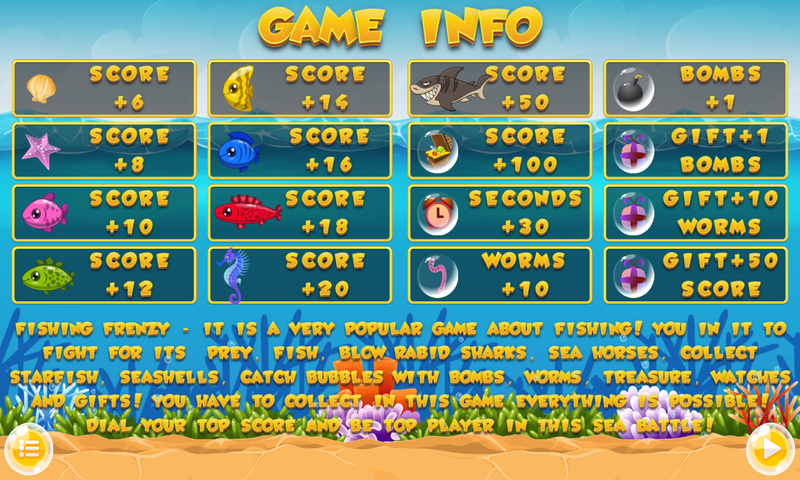 GAME INFO
SCORE
+6
SCORE
+14
SCORE
+50
BOMBS
+1
SCORE
+8
SCORE
+16
SCORE
+100
GIFT+1
BOMBS
SCORE
+10
SCORE
+18
SECONDS
+30
GIFT+10
WORMS
SCORE
+12
SCORE
+20
WORMS
+10
GIFT+50
SCORE
FISHING FRENZY - IT IS A VERY POPULAR GAME ABOUT FISHING! YOU IN IT TO
FIGHT FOR ITS PREY, FISH, BLOW RABID SHARKS, SEA HORSES, COLLECT
STARFISH, SEASHELLS, CATCH BUBBLES WITH BOMBS, WORMS, TREASURE, WATCHES
AND GIFTS! YOU HAVE TO COLLECT IN THIS GAME EVERYTHING IS POSSIBLE!
DIAL YOUR TOP SCORE AND BE TOP PLAYER IN THIS SEA BATTLE!